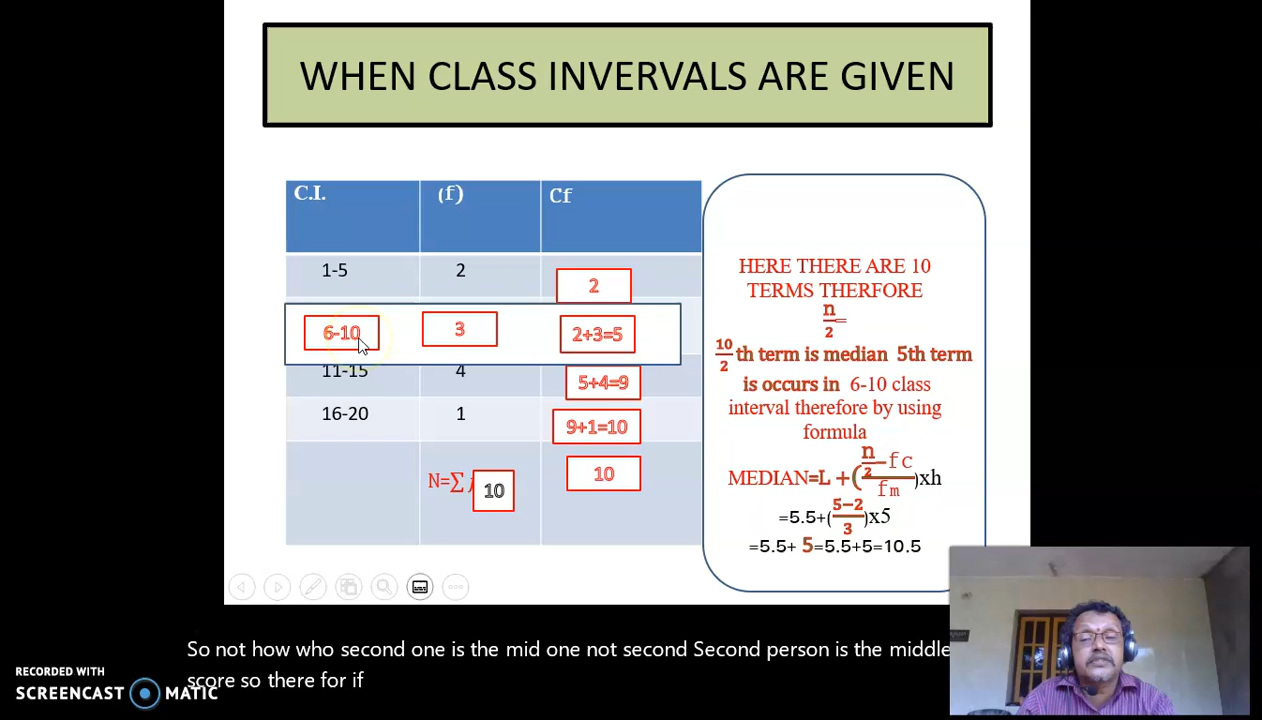 WHEN CLASS INVERVALS ARE GIVEN
C.I. (f) Cf
1-5 2 2
6-10 3 2+3=5
11-15 4 5+4=9
16-20 1 9+1=10
N=∑ 10 10
HERE THERE ARE 10
TERMS THERFORE
n/2=
10/2 th term is median 5th term
is occurs in 6-10 class
interval therefore by using
formula
MEDIAN=L +((n/2−fc)/fm)xh
=5.5+((5−2)/3)x5
=5.5+ 5=5.5+5=10.5
So not how who second one is the mid one not second Second person is the middle
score so there for if
RECORDED WITH
SCREENCAST MATIC